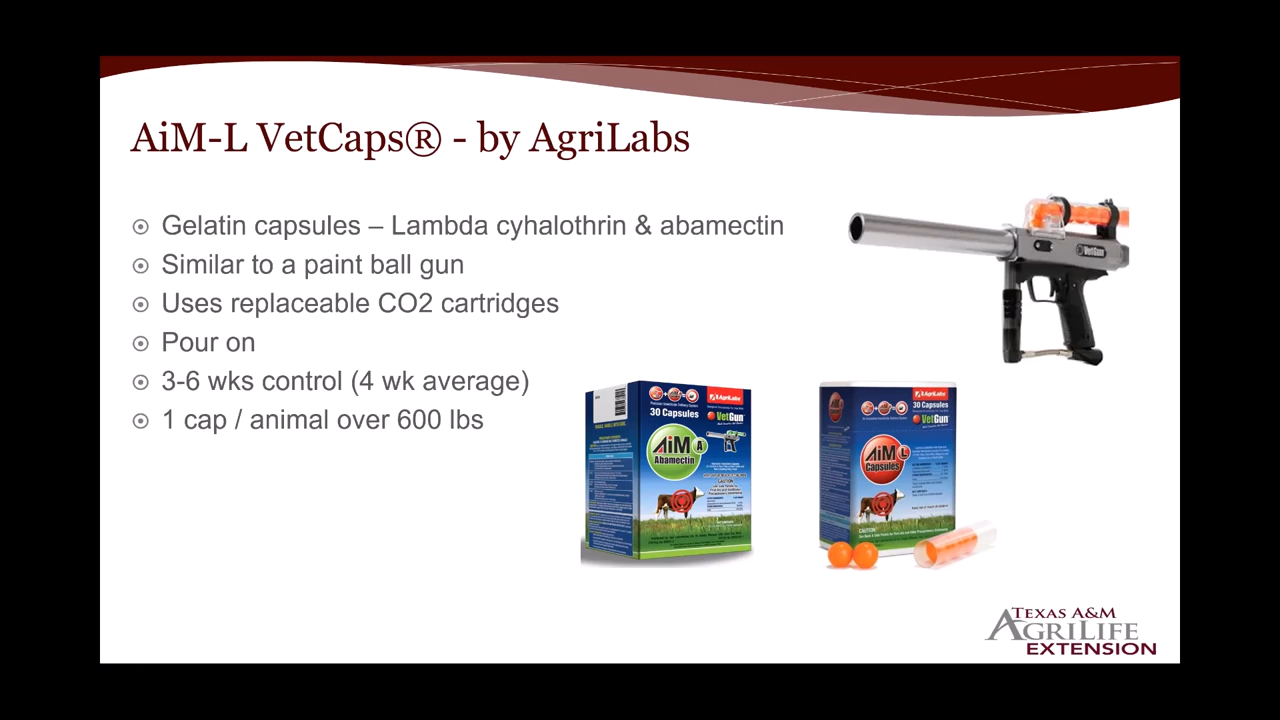 AiM-L VetCaps® - by AgriLabs
Gelatin capsules – Lambda cyhalothrin & abamectin
Similar to a paint ball gun
Uses replaceable CO2 cartridges
Pour on
3-6 wks control (4 wk average)
1 cap / animal over 600 lbs
VetGun
AgriLabs
30 Capsules
VetGun
AiM A
Abamectin
CAUTION
AgriLabs
30 Capsules
VetGun
AiM L
Capsules
CAUTION
TEXAS A&M
AGRILIFE
EXTENSION